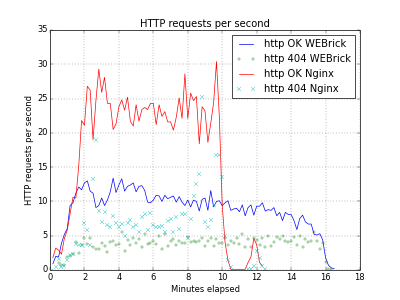 HTTP requests per second
http OK WEBrick
http 404 WEBrick
http OK Nginx
http 404 Nginx
HTTP requests per second
35
30
25
20
15
10
5
0
0 2 4 6 8 10 12 14 16 18
Minutes elapsed